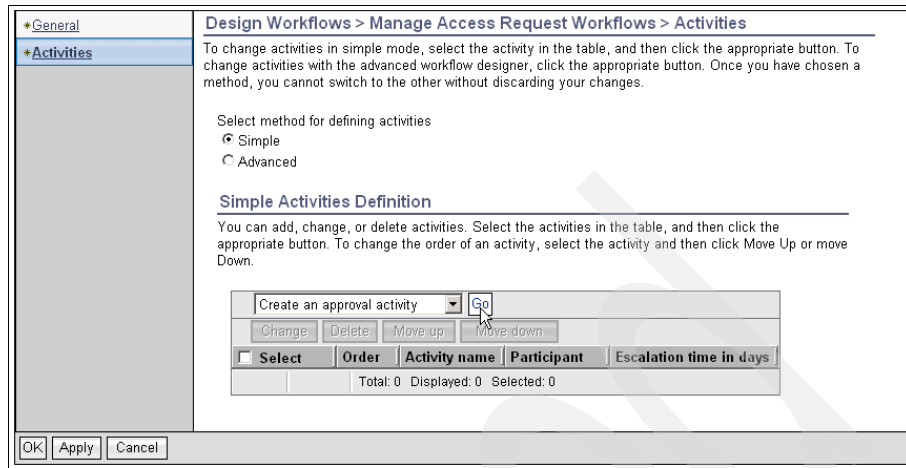 *General
*Activities
Design Workflows > Manage Access Request Workflows > Activities
To change activities in simple mode, select the activity in the table, and then click the appropriate button. To
change activities with the advanced workflow designer, click the appropriate button. Once you have chosen a
method, you cannot switch to the other without discarding your changes.
Select method for defining activities
Simple
Advanced
Simple Activities Definition
You can add, change, or delete activities. Select the activities in the table, and then click the
appropriate button. To change the order of an activity, select the activity and then click Move Up or move
Down.
Create an approval activity Go
Change Delete Move up Move down
Select Order Activity name Participant Escalation time in days
Total: 0 Displayed: 0 Selected: 0
OK Apply Cancel